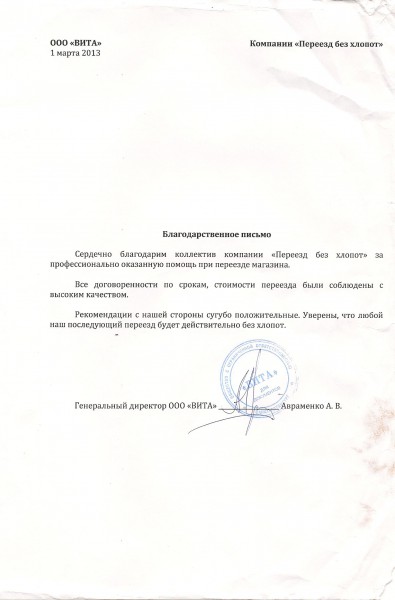 ООО «ВИТА»
Компании «Переезд без хлопот»
1 марта 2013
Благодарственное письмо
Сердечно благодарим коллектив компании «Переезд без хлопот» за
профессионально оказанную помощь при переезде магазина.
Все договоренности по срокам, стоимости переезда были соблюдены с
высоким качеством.
Рекомендации с нашей стороны сугубо положительные. Уверены, что любой
наш последующий переезд будет действительно без хлопот.
«ВИТА»
для
документов
Генеральный директор ООО «ВИТА» Авраменко А. В.